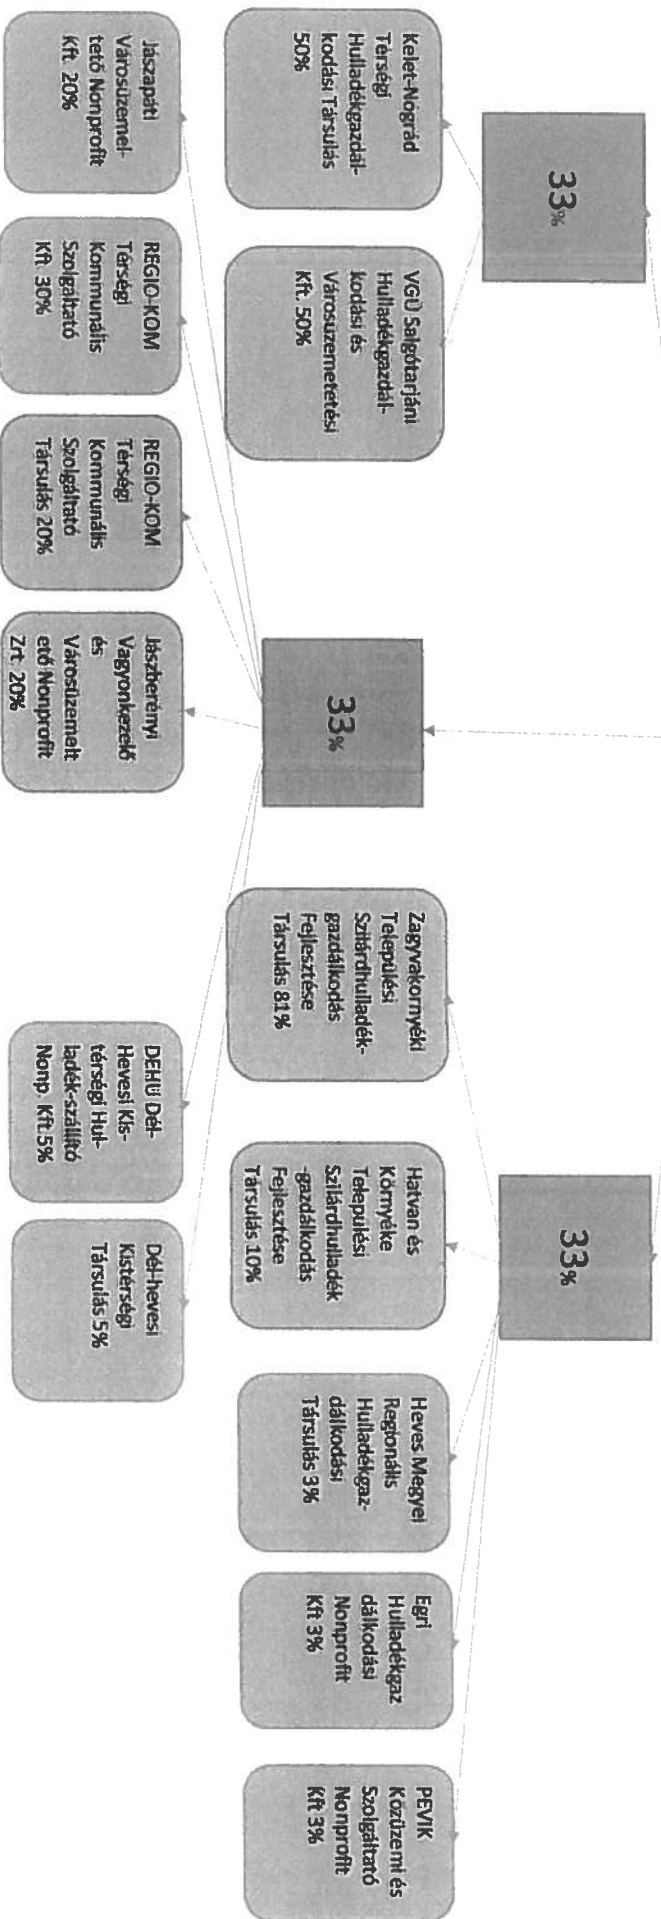 33%
Kelet-Nógrád
Térségi
Hulladékgazdál-
kodási Társulás
50%
VGÜ Salgótarjáni
Hulladékgazdál-
kodási és
Városüzemetetési
Kft. 50%
33%
Jászapáti
Városüzemel-
tető Nonprofit
Kft. 20%
REGIO-KOM
Térségi
Kommunális
Szolgáltató
Kft. 30%
REGIO-KOM
Térségi
Kommunális
Szolgáltató
Társulás 20%
Jászberényi
Vagyonkezelő
és
Városüzemelt
ető Nonprofit
Zrt. 20%
DEHU Dél-
Hevesi Kis-
térségi Hul-
ladék-szállító
Nonp. Kft.5%
Dél-hevesi
Kistérségi
Társulás 5%
33%
Zagyvakörnyéki
Települési
Szilárdhulladék-
gazdálkodás
Fejlesztése
Társulás 81%
Hatvan és
Környéke
Települési
Szilárdhulladék
-gazdálkodás
Fejlesztése
Társulás 10%
Heves Megyei
Regionális
Hulladékgaz-
dálkodási
Társulás 3%
Egri
Hulladékgaz
dálkodási
Nonprofit
Kft 3%
PEVIK
Közüzemi és
Szolgáltató
Nonprofit
Kft 3%